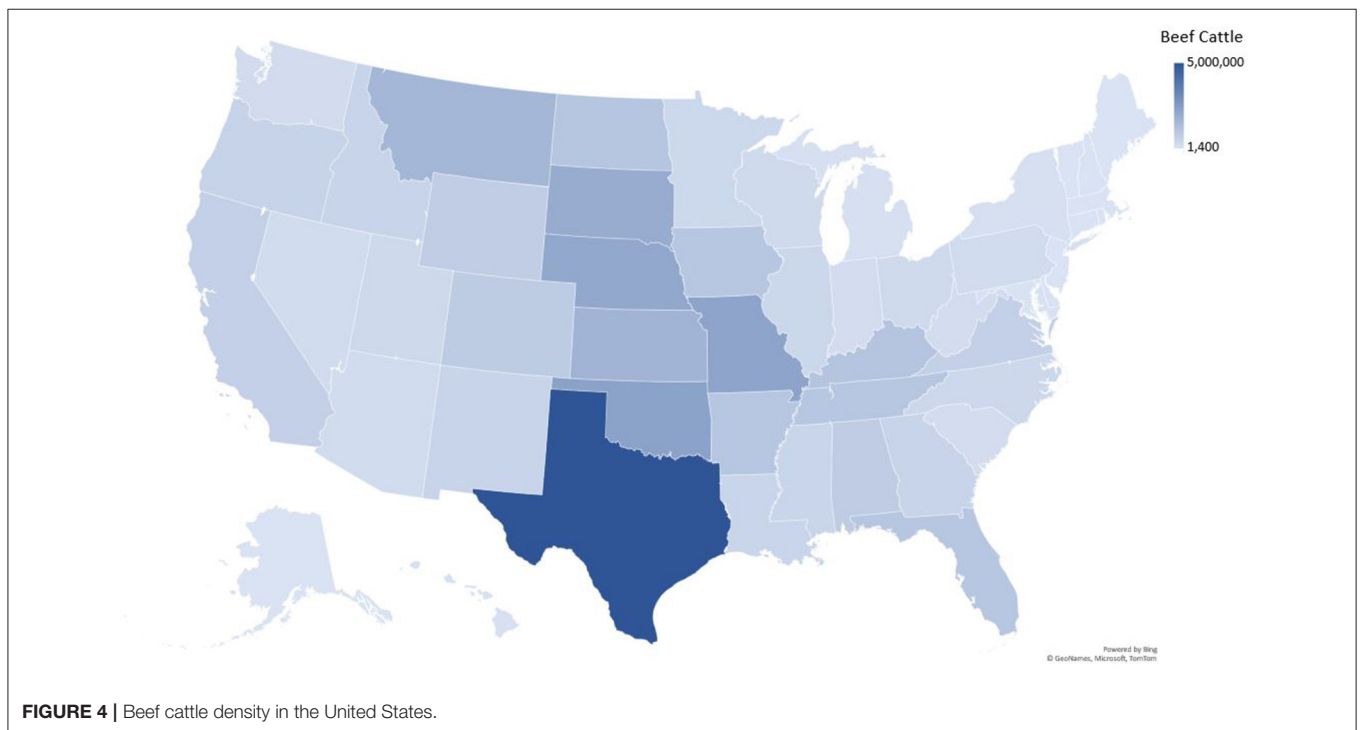 Beef Cattle
5,000,000
1,400
Powered by Bing
© GeoNames, Microsoft, TomTom
FIGURE 4 | Beef cattle density in the United States.